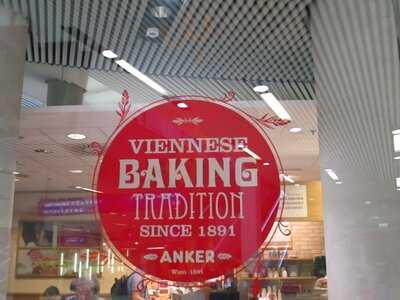 VIENNESE
BAKING
TRADITION
SINCE 1891
ANKER
Wien 1891